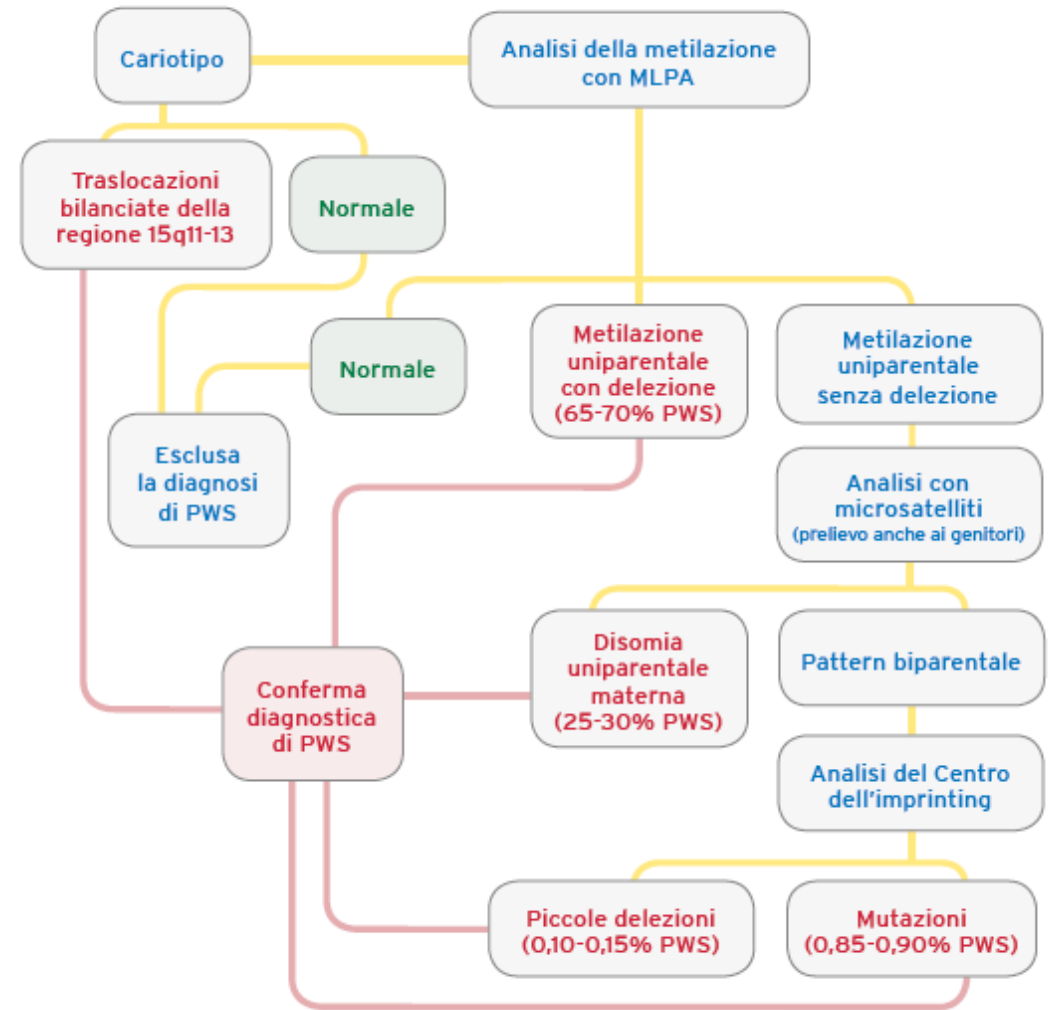 Cariotipo
Analisi della metilazione
con MLPA
Traslocazioni
bilanciate della
regione 15q11-13
Normale
Normale
Metilazione
uniparentale
con delezione
(65-70% PWS)
Metilazione
uniparentale
senza delezione
Esclusa
la diagnosi
di PWS
Analisi con
microsatelliti
(prelievo anche ai genitori)
Disomia
uniparentale
materna
(25-30% PWS)
Pattern biparentale
Conferma
diagnostica
di PWS
Analisi del Centro
dell'imprinting
Piccole delezioni
(0,10-0,15% PWS)
Mutazioni
(0,85-0,90% PWS)